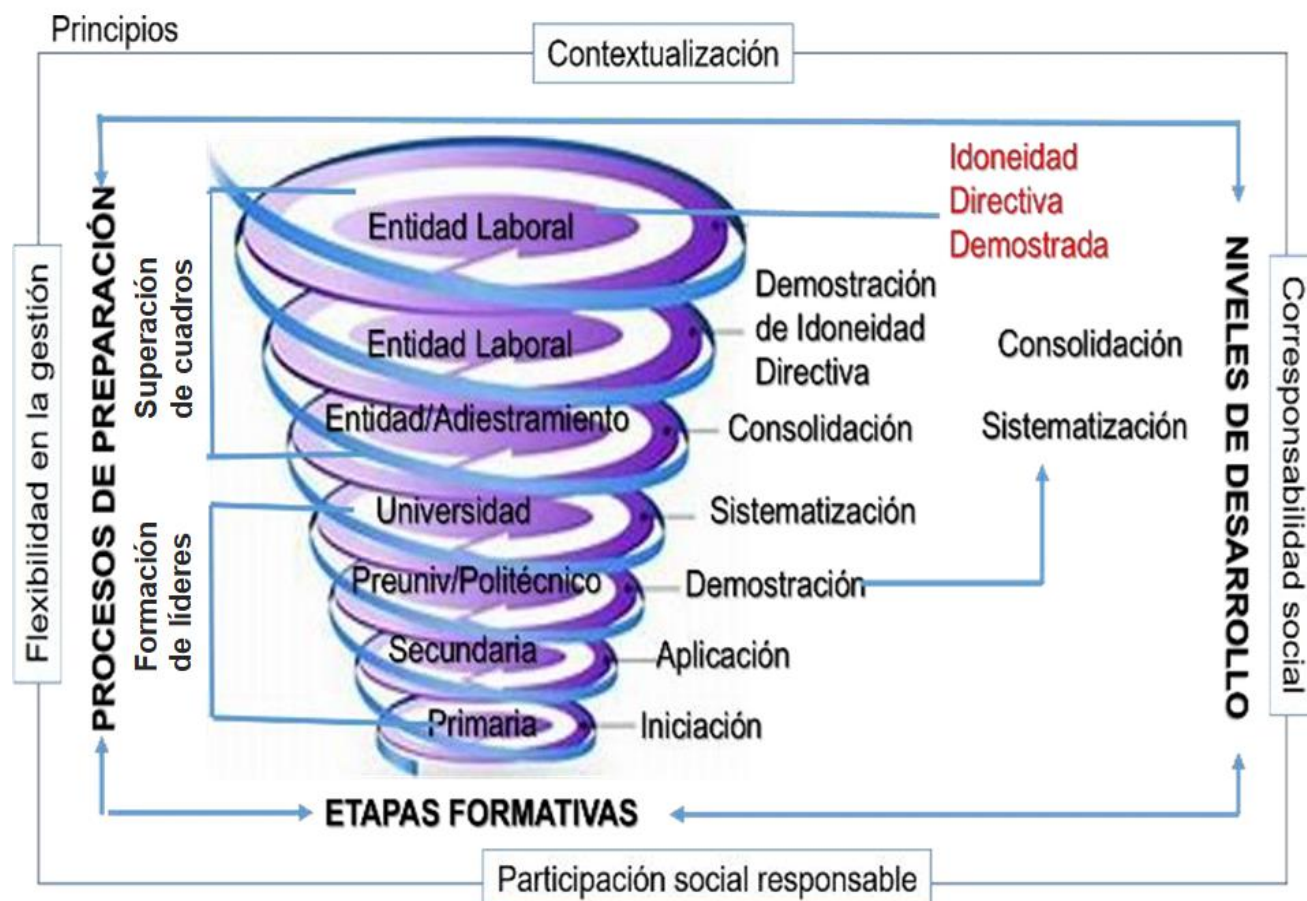 Principios
Contextualización
Flexibilidad en la gestión
PROCESOS DE PREPARACIÓN
Superación
de cuadros
Formación
de líderes
Entidad Laboral
Idoneidad
Directiva
Demostrada
Entidad Laboral
Demostración
de Idoneidad
Directiva
Consolidación
Entidad/Adiestramiento
Consolidación
Sistematización
Universidad
Sistematización
Preuniv/Politécnico
Demostración
Secundaria
Aplicación
Primaria
Iniciación
NIVELES DE DESARROLLO
Corresponsabilidad social
ETAPAS FORMATIVAS
Participación social responsable